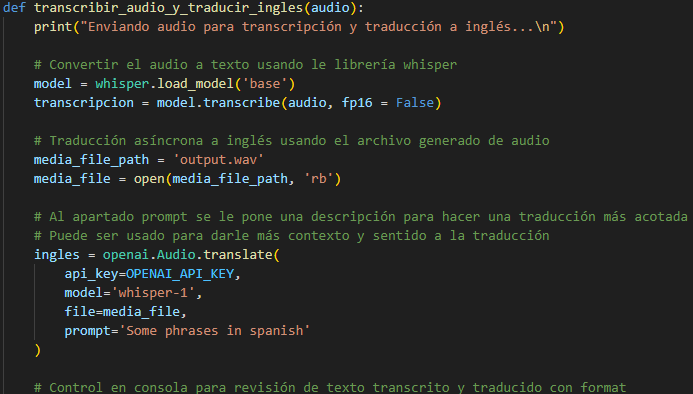 def transcribir_audio_y_traducir_ingles(audio):
    print("Enviando audio para transcripción y traducción a inglés...\n")

    # Convertir el audio a texto usando le librería whisper
    model = whisper.load_model('base')
    transcripcion = model.transcribe(audio, fp16 = False)

    # Traducción asíncrona a inglés usando el archivo generado de audio
    media_file_path = 'output.wav'
    media_file = open(media_file_path, 'rb')

    # Al apartado prompt se le pone una descripción para hacer una traducción más acotada
    # Puede ser usado para darle más contexto y sentido a la traducción
    ingles = openai.Audio.translate(
        api_key=OPENAI_API_KEY,
        model='whisper-1',
        file=media_file,
        prompt='Some phrases in spanish'
    )

    # Control en consola para revisión de texto transcrito y traducido con format